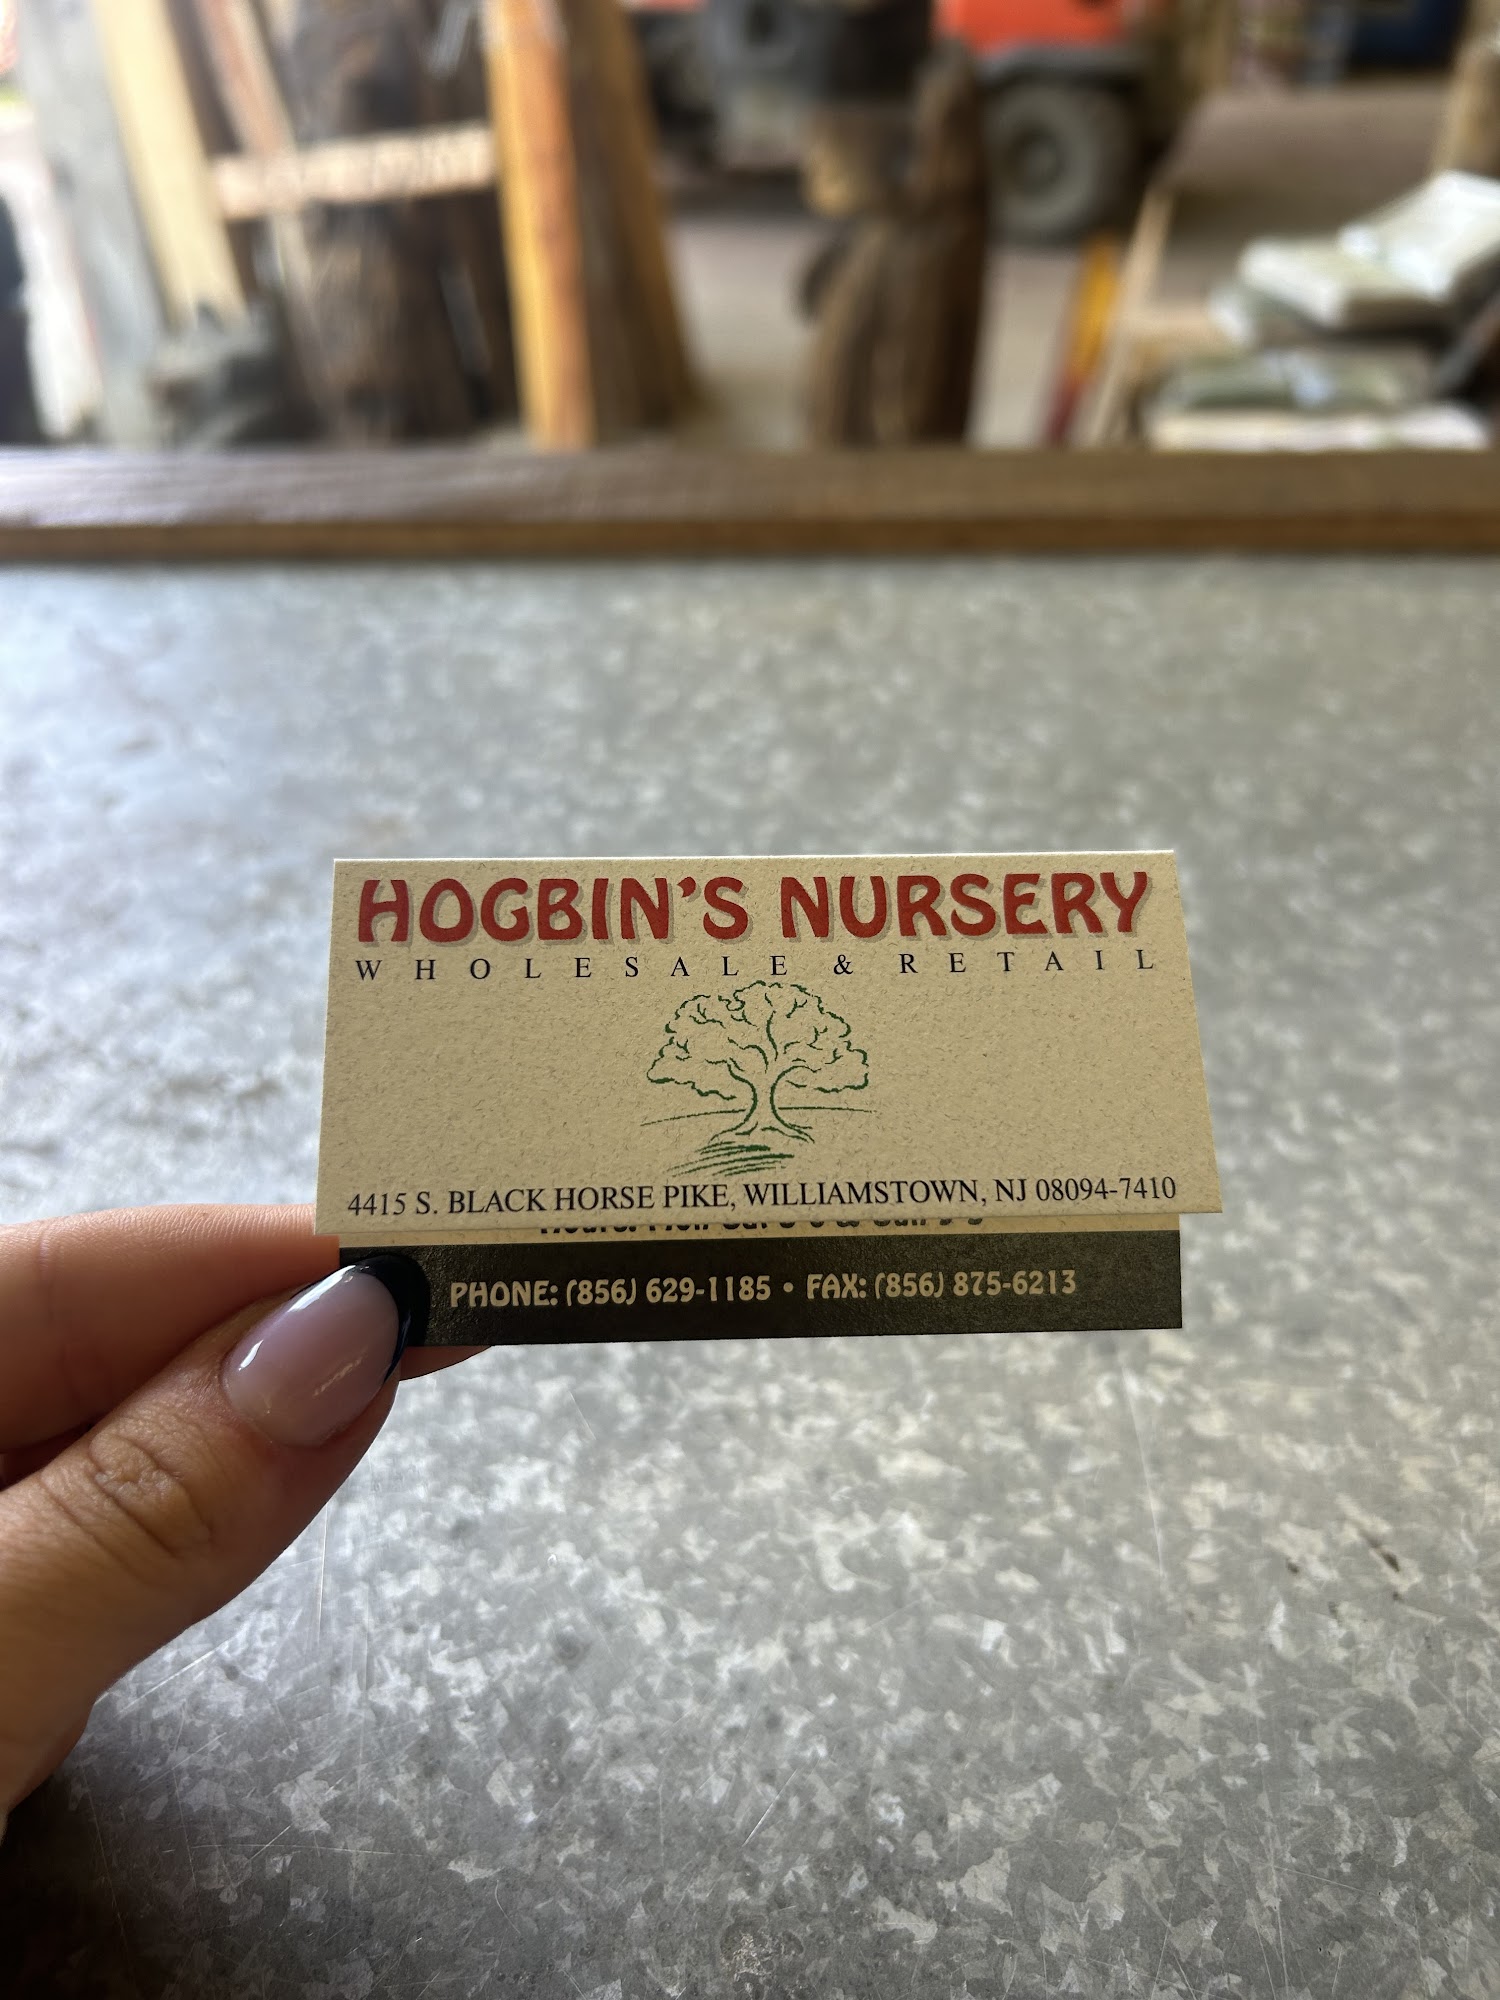 HOGBIN'S NURSERY
WHOLESALE & RETAIL
4415 S. BLACK HORSE PIKE, WILLIAMSTOWN, NJ 08094-7410
PHONE: (856) 629-1185 • FAX: (856) 875-6213